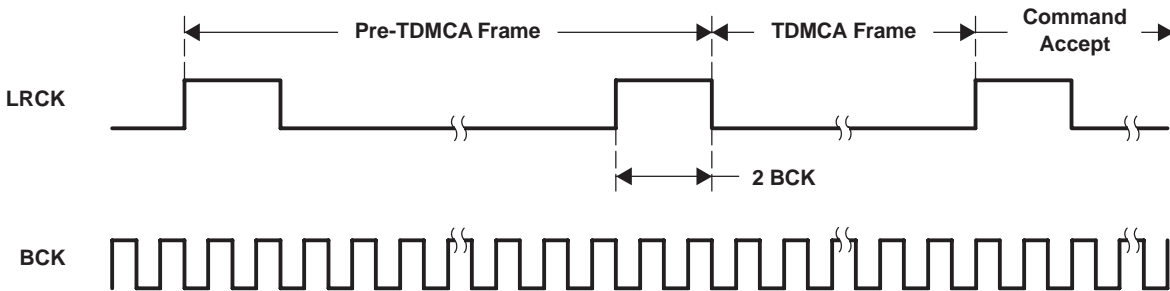 Pre-TDMCA Frame
TDMCA Frame
Command
Accept
LRCK
2 BCK
BCK